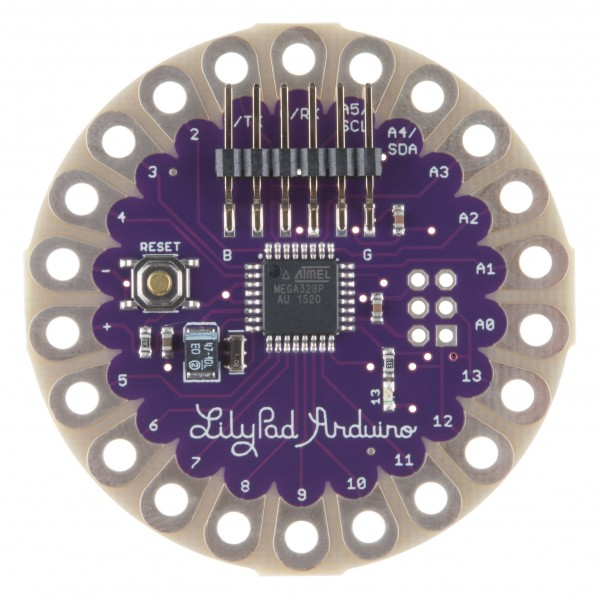 /TX
/RX
A5/
SCL
A4/
SDA
2
3
4
-
+
5
6
7
8
9
10
11
12
13
A0
A1
A2
A3
RESET
B
G
ATMEL
MEGA328P
AU 1520
13
LilyPad Arduino